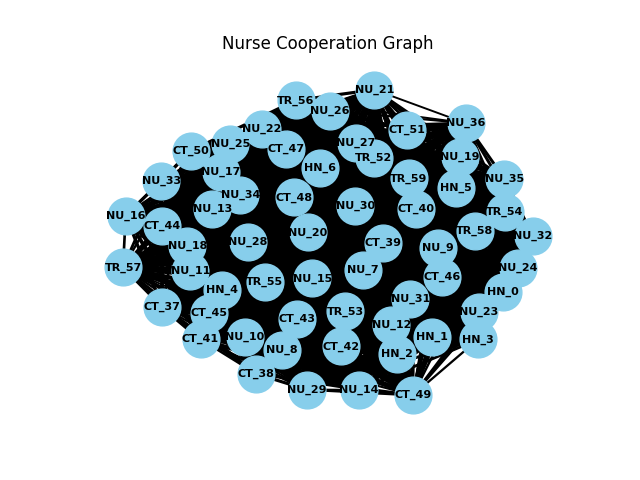 Nurse Cooperation Graph
NU_21
TR_56
NU_26
NU_36
NU_22
CT_51
NU_25
NU_27
CT_47
CT_50
TR_52
NU_19
HN_6
NU_17
TR_59
NU_35
NU_33
HN_5
NU_34
CT_48
NU_30
NU_13
CT_40
TR_54
NU_16
CT_44
TR_58
NU_20
NU_32
NU_28
CT_39
NU_18
NU_9
TR_57
NU_24
NU_11
NU_7
CT_46
NU_15
TR_55
HN_4
HN_0
NU_31
CT_37
CT_45
TR_53
NU_23
CT_43
NU_12
NU_10
HN_1
CT_41
HN_3
CT_42
NU_8
HN_2
CT_38
NU_29
NU_14
CT_49